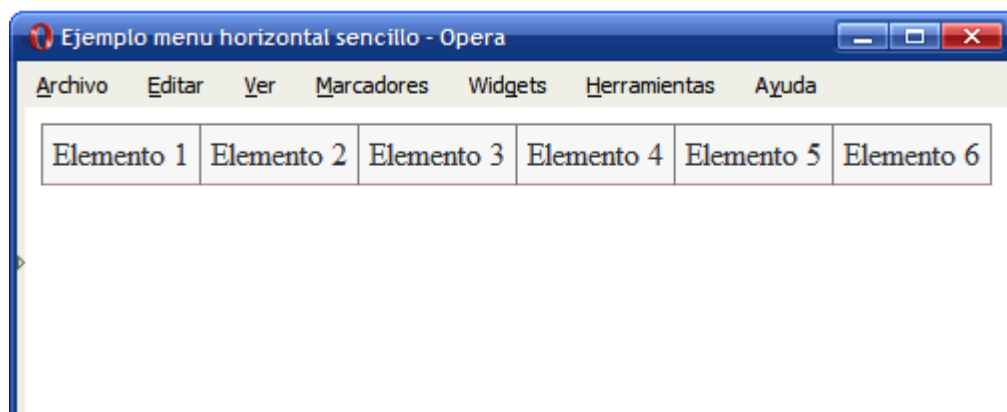 Ejemplo menu horizontal sencillo - Opera
Archivo Editar Ver Marcadores Widgets Herramientas Ayuda
Elemento 1 Elemento 2 Elemento 3 Elemento 4 Elemento 5 Elemento 6